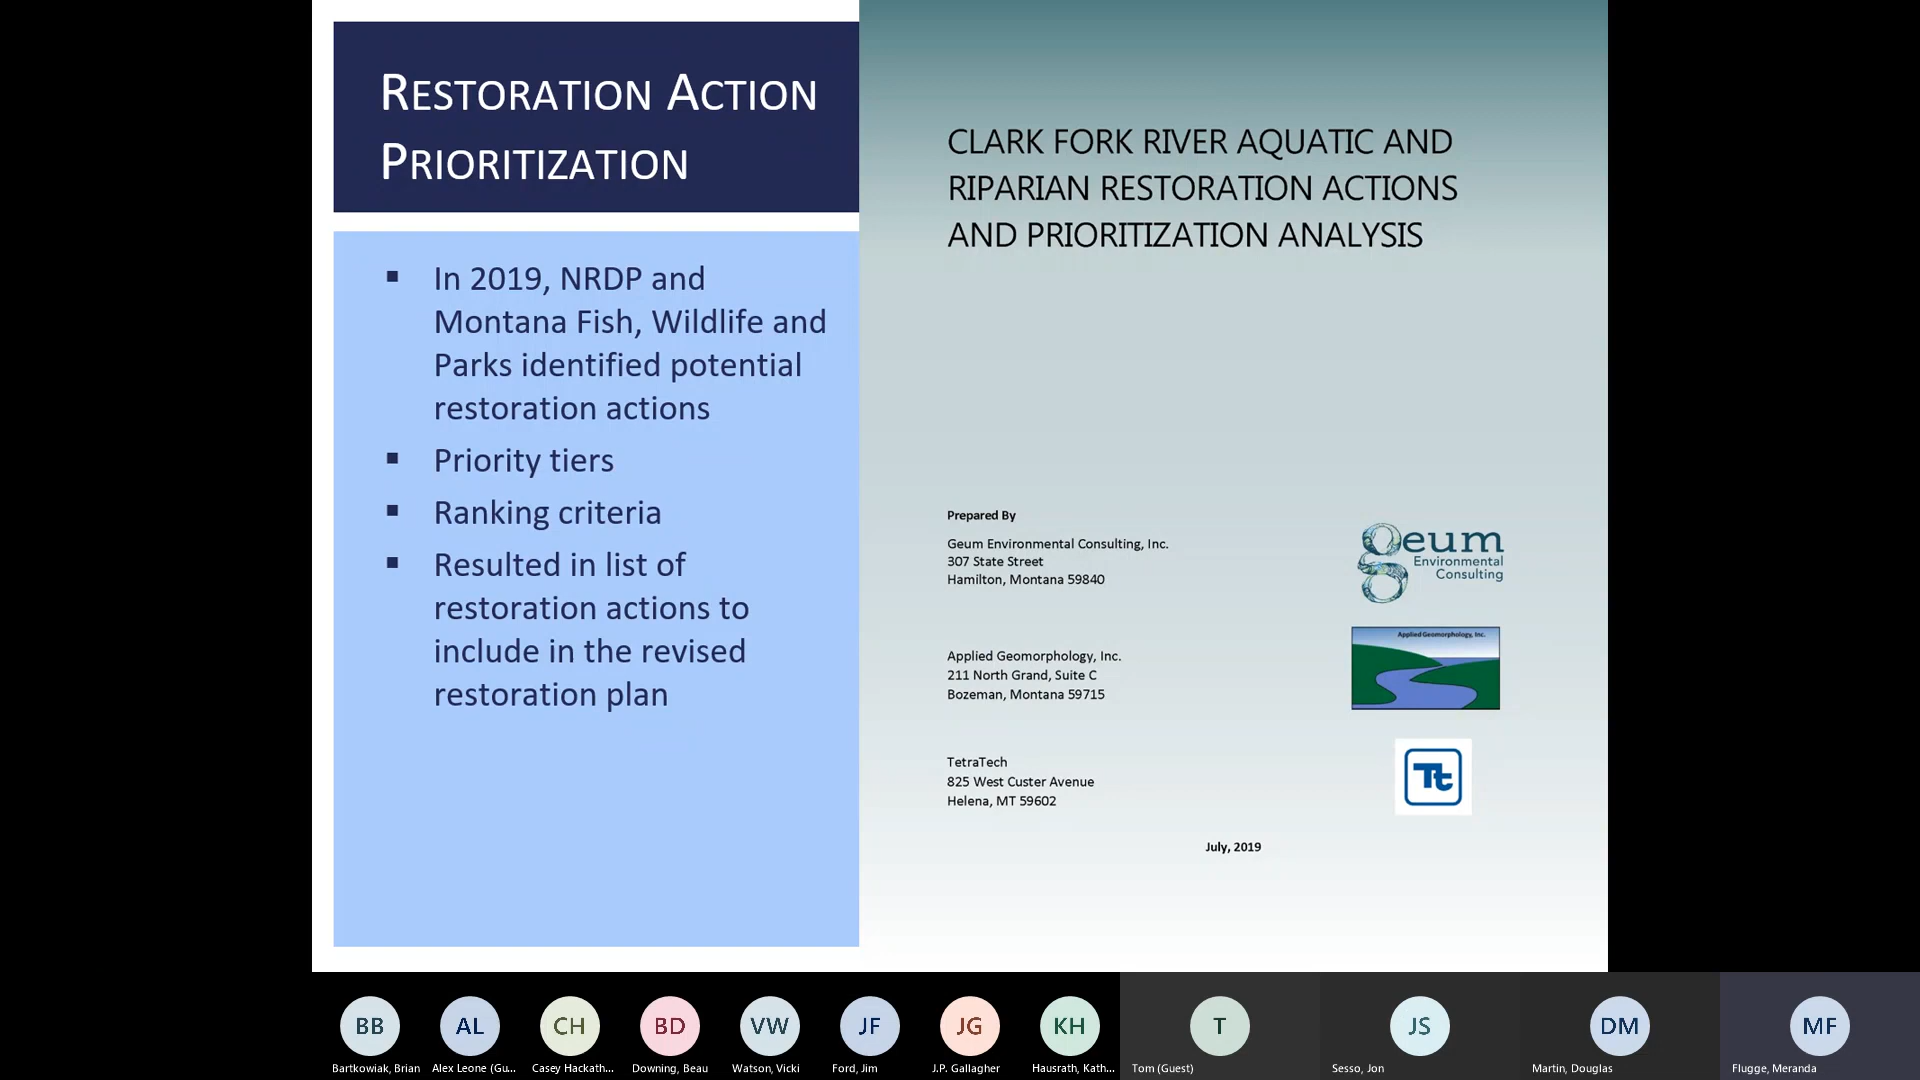 RESTORATION ACTION
PRIORITIZATION
▪ In 2019, NRDP and
Montana Fish, Wildlife and
Parks identified potential
restoration actions
▪ Priority tiers
▪ Ranking criteria
▪ Resulted in list of
restoration actions to
include in the revised
restoration plan
CLARK FORK RIVER AQUATIC AND
RIPARIAN RESTORATION ACTIONS
AND PRIORITIZATION ANALYSIS
Prepared By
Geum Environmental Consulting, Inc.
307 State Street
Hamilton, Montana 59840
geum
Environmental
Consulting
Applied Geomorphology, Inc.
211 North Grand, Suite C
Bozeman, Montana 59715
Applied Geomorphology, Inc.
TetraTech
825 West Custer Avenue
Helena, MT 59602
Tt
July, 2019
BB
AL
CH
BD
VW
JF
JG
KH
T
JS
DM
MF
Bartkowiak, Brian
Alex Leone (Gu...
Casey Hackath...
Downing, Beau
Watson, Vicki
Ford, Jim
J.P. Gallagher
Hausrath, Kath...
Tom (Guest)
Sesso, Jon
Martin, Douglas
Flugge, Meranda